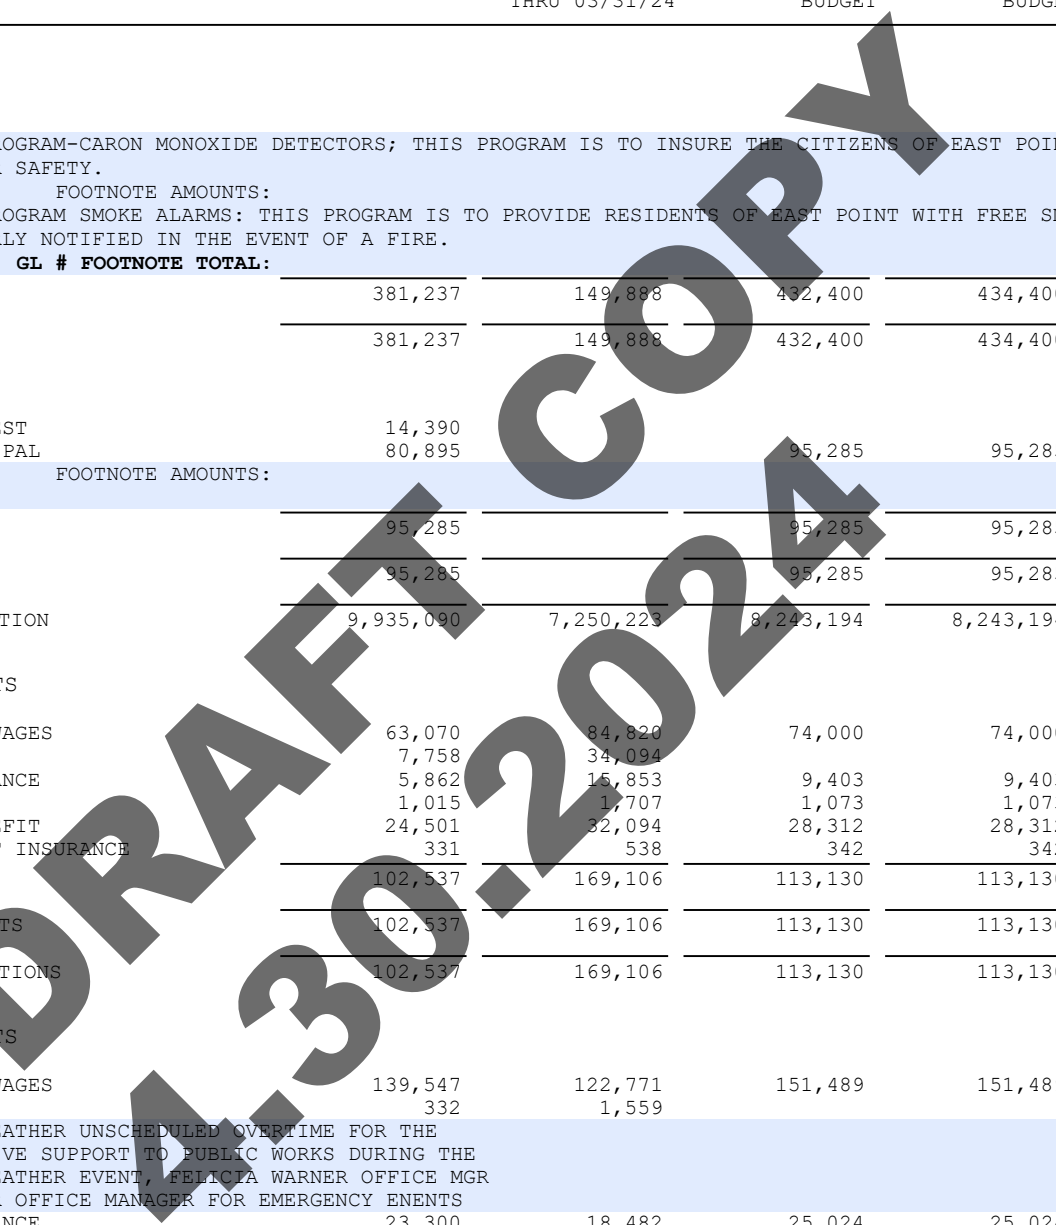 THRU 03/31/24 BUDGET
OGRAM-CARON MONOXIDE DETECTORS; THIS PROGRAM IS TO INSURE THE CITIZENS OF EAST POI
SAFETY.
FOOTNOTE AMOUNTS:
OGRAM SMOKE ALARMS: THIS PROGRAM IS TO PROVIDE RESIDENTS OF EAST POINT WITH FREE S
LY NOTIFIED IN THE EVENT OF A FIRE.
GL # FOOTNOTE TOTAL:
381,237 149,888 432,400 434,40
381,237 149,888 432,400 434,40
EST 14,390
PAL 80,895 95,285 95,28
FOOTNOTE AMOUNTS:
95,285 95,285 95,28
95,285 95,285 95,28
TION 9,935,090 7,250,223 8,243,194 8,243,19
TS
WAGES 63,070 84,820 74,000 74,00
7,758 34,094
ANCE 5,862 15,853 9,403 9,40
1,015 1,707 1,073 1,07
EFIT 24,501 32,094 28,312 28,31
INSURANCE 331 538 342 34
102,537 169,106 113,130 113,13
TS 102,537 169,106 113,130 113,13
TIONS 102,537 169,106 113,130 113,13
TS
WAGES 139,547 122,771 151,489 151,48
332 1,559
EATHER UNSCHEDULED OVERTIME FOR THE
VE SUPPORT TO PUBLIC WORKS DURING THE
EATHER EVENT, FELICIA WARNER OFFICE MGR
OFFICE MANAGER FOR EMERGENCY ENENTS
NCE 23,300 18,482 25,024 25,02
DRAFT COPY
4.30.2024